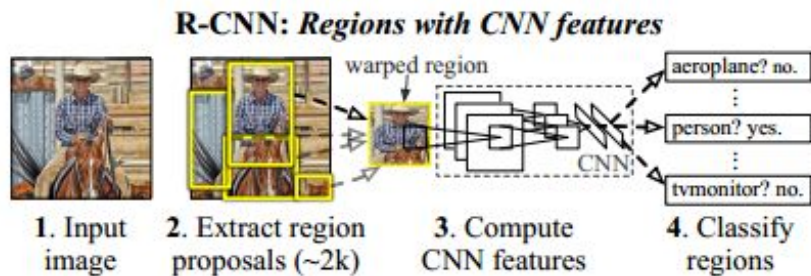 R-CNN: Regions with CNN features
warped region
aeroplane? no.
⋮
person? yes.
⋮
tvmonitor? no.
CNN
1. Input
image
2. Extract region
proposals (~2k)
3. Compute
CNN features
4. Classify
regions